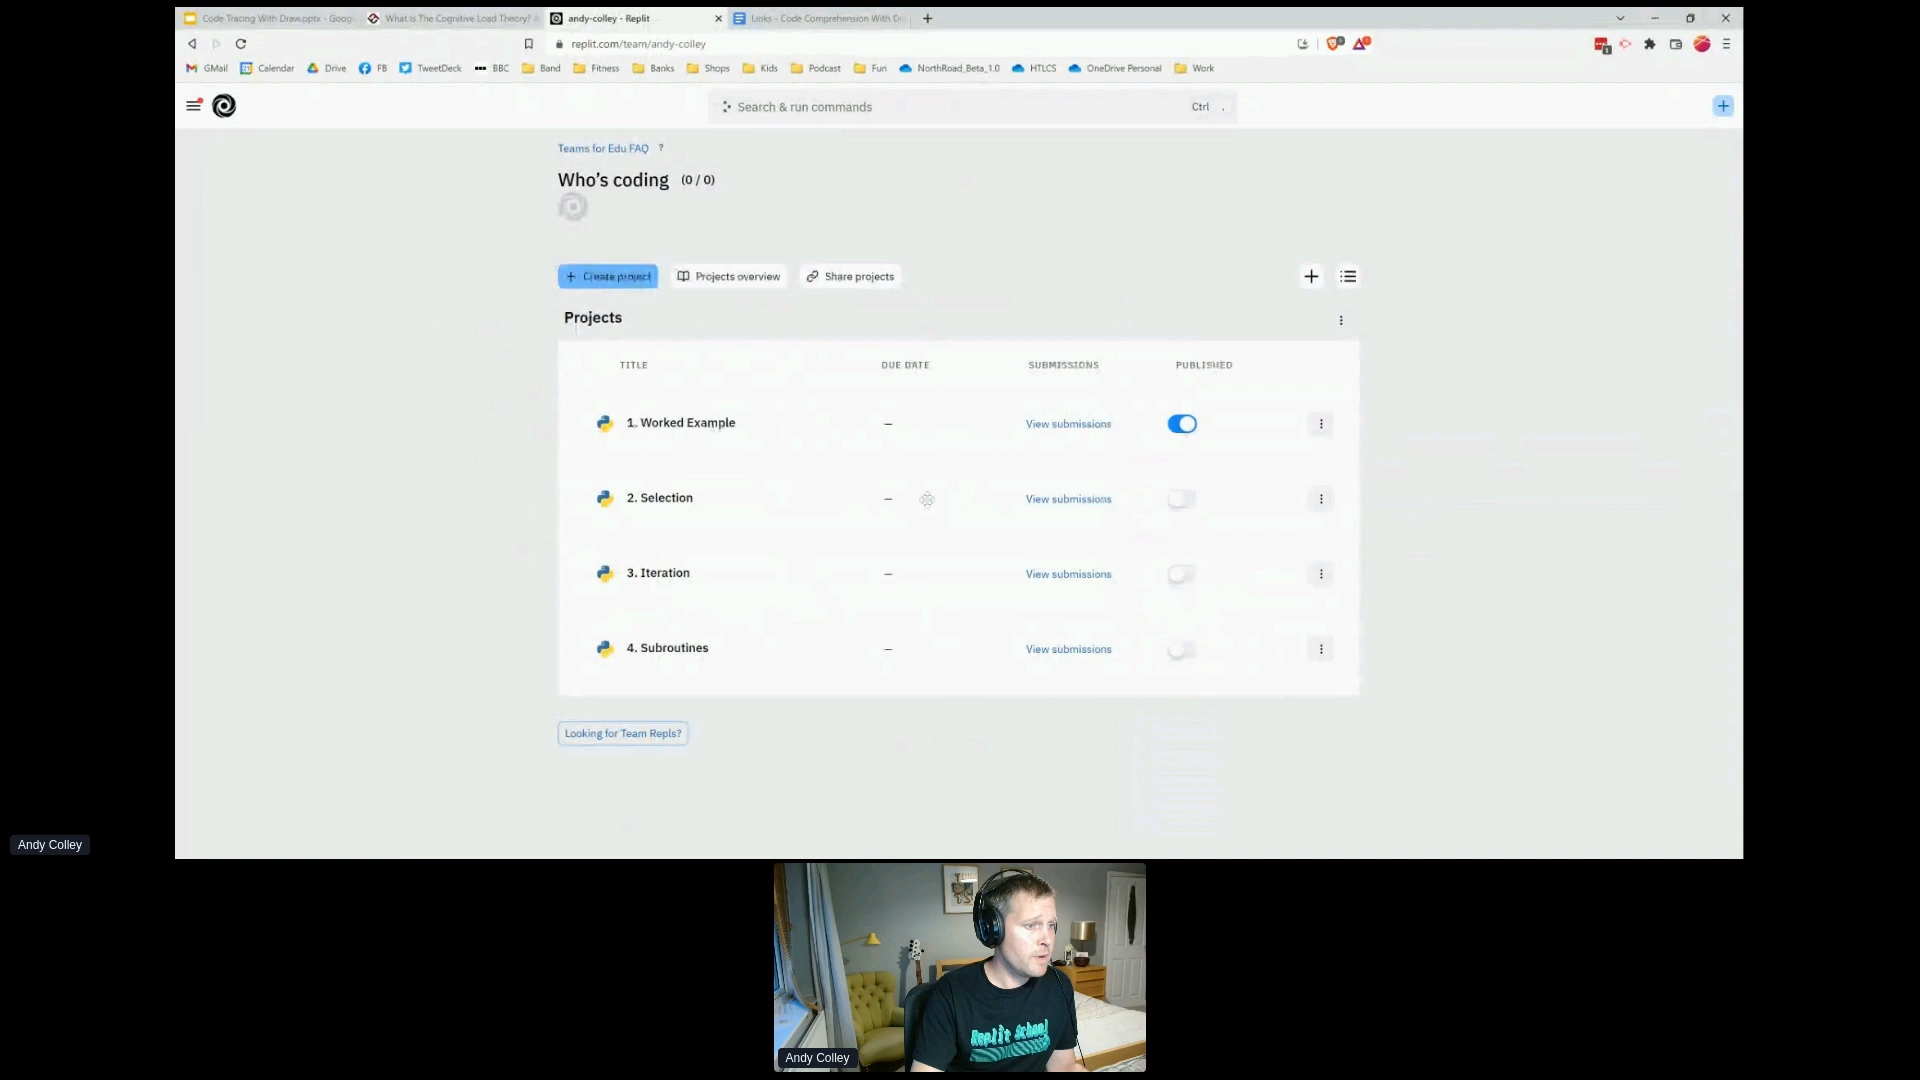 Code Tracing With Draw.pptx - Goog
What Is The Cognitive Load Theory? A
andy-colley - Replit
Links - Code Comprehension With Dr
replit.com/team/andy-colley
GMail
Calendar
Drive
FB
TweetDeck
BBC
Band
Fitness
Banks
Shops
Kids
Podcast
Fun
NorthRoad_Beta_1.0
HTLCS
OneDrive Personal
Work
Search & run commands
Ctrl .
Teams for Edu FAQ ?
Who's coding (0 / 0)
+ Create project
Projects overview
Share projects
Projects
TITLE DUE DATE SUBMISSIONS PUBLISHED
1. Worked Example – View submissions
2. Selection – View submissions
3. Iteration – View submissions
4. Subroutines – View submissions
Looking for Team Repls?
Andy Colley
Replit School
Andy Colley